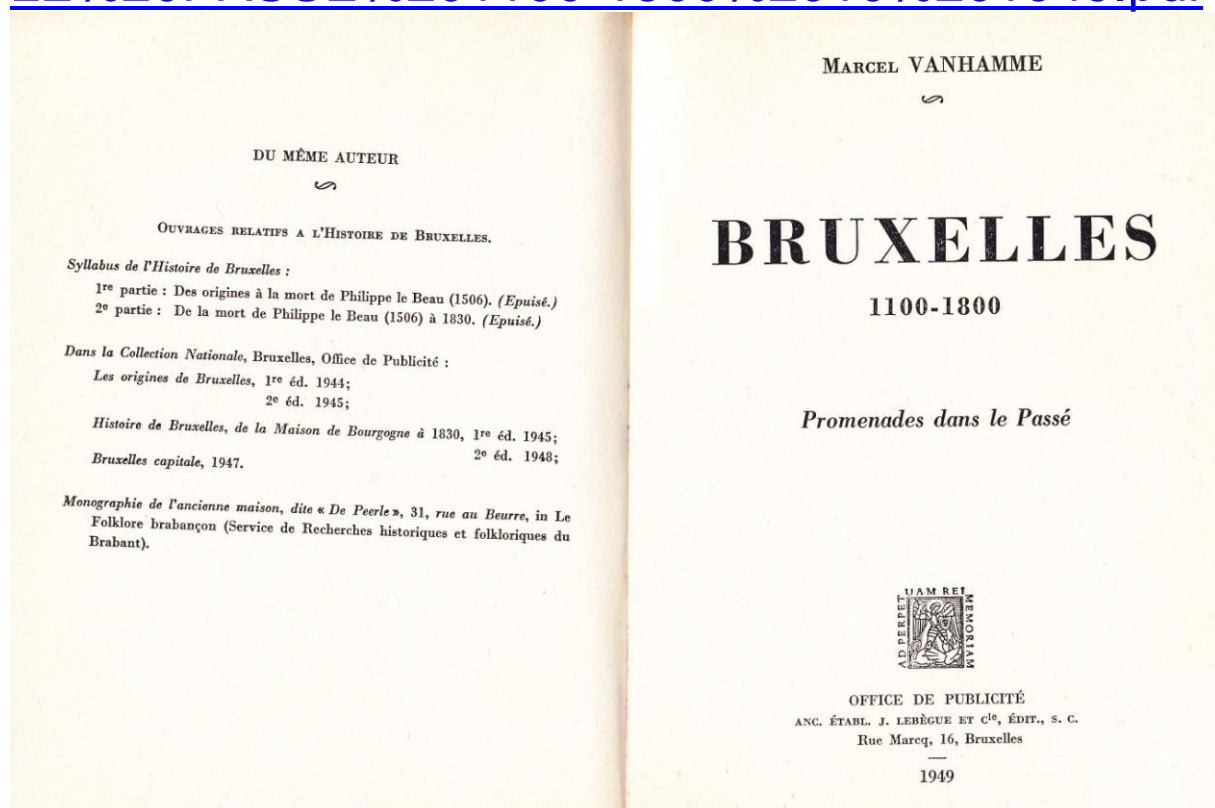 DU MÊME AUTEUR
OUVRAGES RELATIFS A L'HISTOIRE DE BRUXELLES.
Syllabus de l'Histoire de Bruxelles :
1re partie : Des origines à la mort de Philippe le Beau (1506). (Epuisé.)
2e partie : De la mort de Philippe le Beau (1506) à 1830. (Epuisé.)
Dans la Collection Nationale, Bruxelles, Office de Publicité :
Les origines de Bruxelles, 1re éd. 1944;
2e éd. 1945;
Histoire de Bruxelles, de la Maison de Bourgogne à 1830, 1re éd. 1945;
2e éd. 1948;
Bruxelles capitale, 1947.
Monographie de l'ancienne maison, dite « De Peerle », 31, rue au Beurre, in Le
Folklore brabançon (Service de Recherches historiques et folkloriques du
Brabant).
MARCEL VANHAMME
BRUXELLES
1100-1800
Promenades dans le Passé
AD PERPETUAM REI MEMORIAM
OFFICE DE PUBLICITÉ
ANC. ÉTABL. J. LEBÈGUE ET Cie, ÉDIT., S. C.
Rue Marcq, 16, Bruxelles
1949